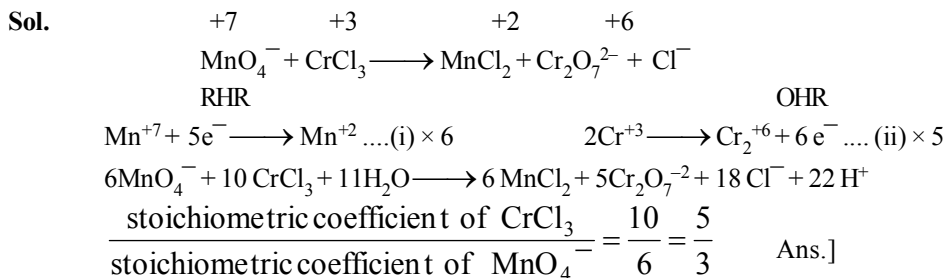 Sol. +7 +3 +2 +6
MnO₄⁻ + CrCl₃ ⟶ MnCl₂ + Cr₂O₇²⁻ + Cl⁻
RHR OHR
Mn⁺⁷ + 5e⁻ ⟶ Mn⁺² ....(i) × 6 2Cr⁺³ ⟶ Cr₂⁺⁶ + 6 e⁻ .... (ii) × 5
6MnO₄⁻ + 10 CrCl₃ + 11H₂O ⟶ 6 MnCl₂ + 5Cr₂O₇⁻² + 18 Cl⁻ + 22 H⁺
stoichiometric coefficient of CrCl₃ / stoichiometric coefficient of MnO₄⁻ = 10/6 = 5/3 Ans.]